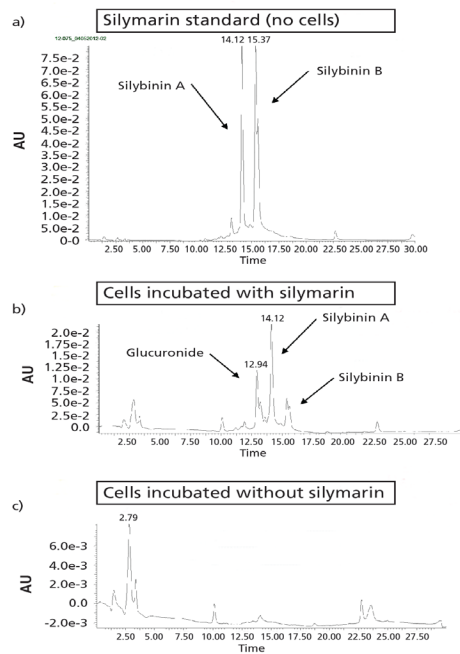 a)
Silymarin standard (no cells)
14.12 15.37
Silybinin A
Silybinin B
AU
7.5e-2
6.5e-2
6.0e-2
5.5e-2
5.0e-2
4.5e-2
4.0e-2
3.5e-2
3.0e-2
2.5e-2
2.0e-2
1.5e-2
1.0e-2
5.0e-2
0-0
2.50 5.00 7.50 10.00 12.50 15.00 17.50 20.00 22.50 25.00 27.50 30.00
Time
b)
Cells incubated with silymarin
14.12
Silybinin A
Glucuronide
12.94
Silybinin B
AU
2.0e-2
1.75e-2
1.5e-2
1.2e-2
1.0e-2
7.5e-2
5.0e-2
2.5e-2
0.0
2.50 5.00 7.50 10.00 12.50 15.00 17.50 20.00 22.50 25.00 27.50
Time
c)
Cells incubated without silymarin
2.79
AU
6.0e-3
4.0e-3
2.0e-3
0.0
-2.0e-3
2.50 5.00 7.50 10.00 12.50 15.00 17.50 20.00 22.50 25.00 27.50 29.50
Time